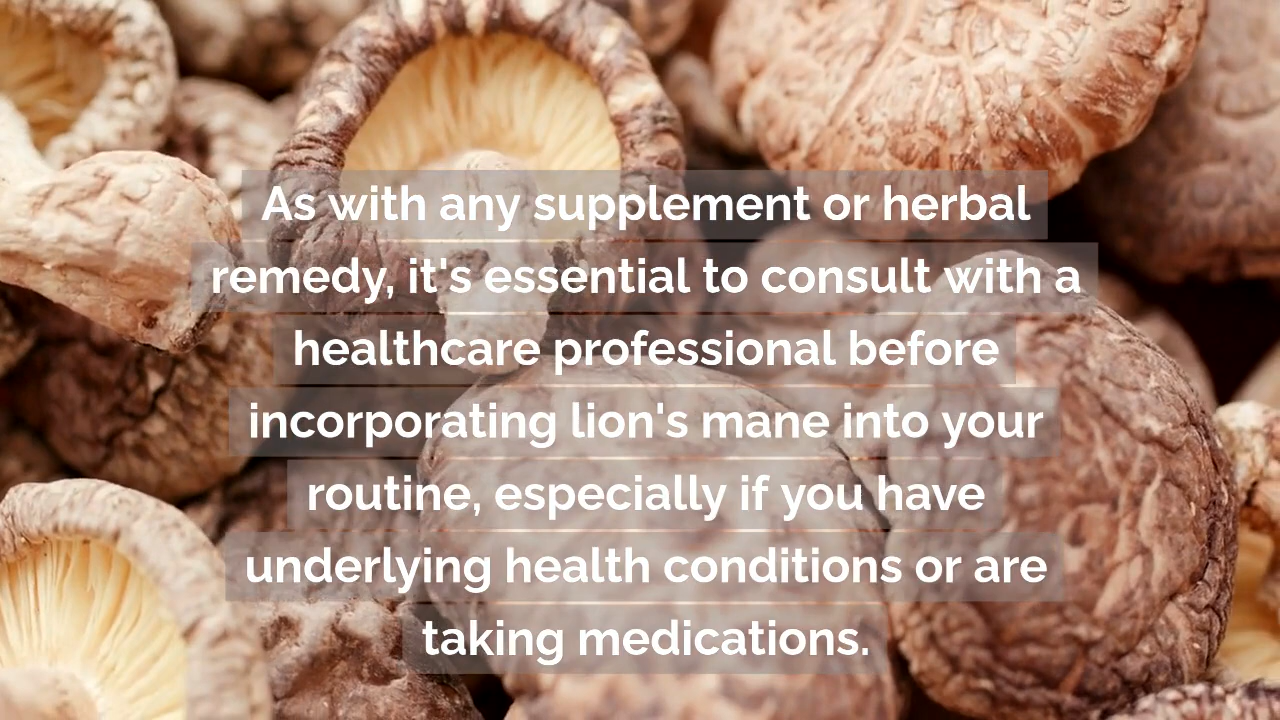 As with any supplement or herbal
remedy, it's essential to consult with a
healthcare professional before
incorporating lion's mane into your
routine, especially if you have
underlying health conditions or are
taking medications.